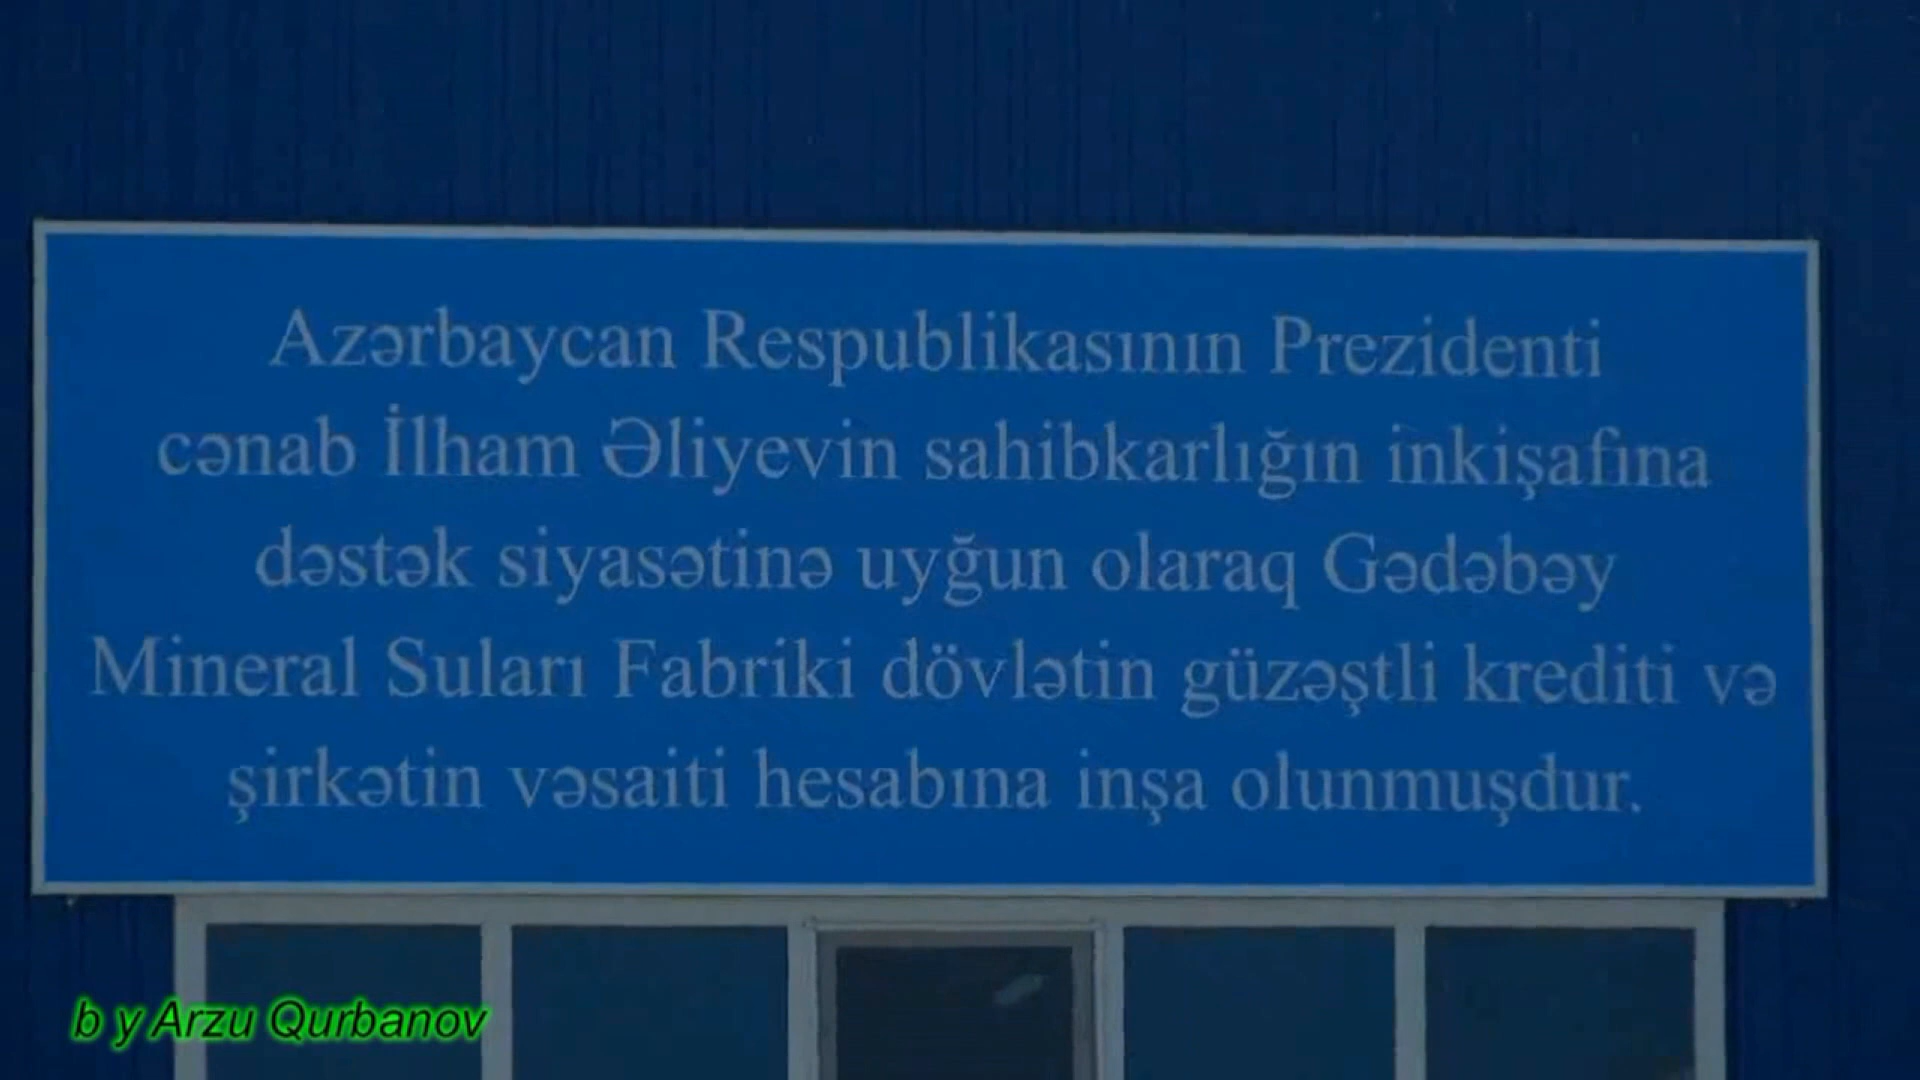 Azərbaycan Respublikasının Prezidenti
cənab İlham Əliyevin sahibkarlığın inkişafına
dəstək siyasətinə uyğun olaraq Gədəbəy
Mineral Suları Fabriki dövlətin güzəştli krediti və
şirkətin vəsaiti hesabına inşa olunmuşdur.
b y Arzu Qurbanov